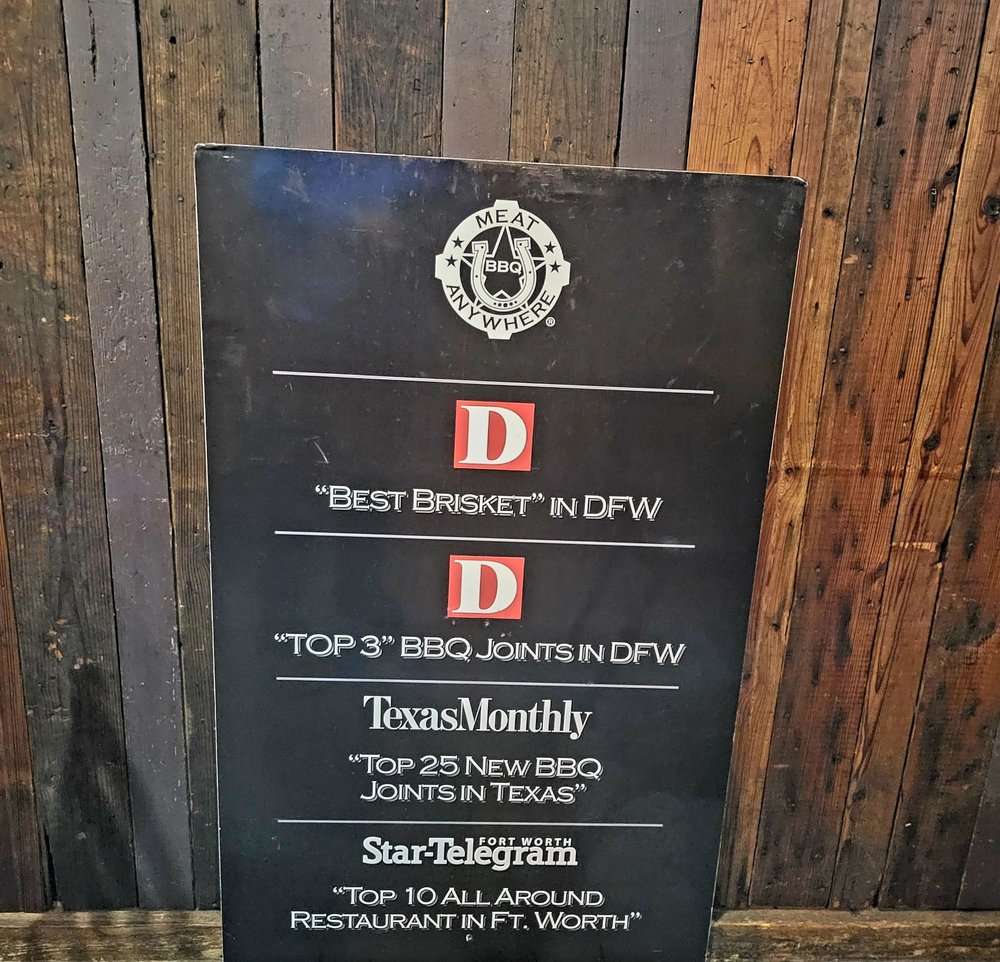 MEAT
BBQ
ANYWHERE
®
D
“BEST BRISKET” IN DFW
D
“TOP 3” BBQ JOINTS IN DFW
TexasMonthly
“TOP 25 NEW BBQ
JOINTS IN TEXAS”
FORT WORTH
Star-Telegram
“TOP 10 ALL AROUND
RESTAURANT IN FT. WORTH”